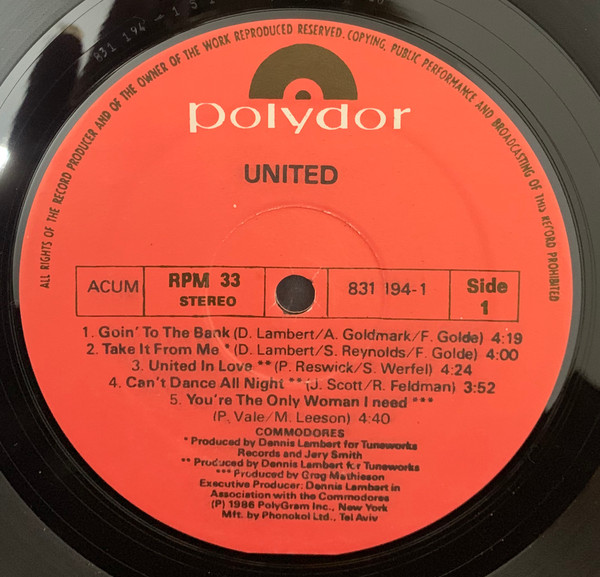 831 194-1 S
ALL RIGHTS OF THE RECORD PRODUCER AND OF THE OWNER OF THE WORK REPRODUCED RESERVED. COPYING, PUBLIC PERFORMANCE AND BROADCASTING OF THIS RECORD PROHIBITED
polydor
UNITED
ACUM
RPM 33
STEREO
831 194-1
Side
1
1. Goin' To The Bank (D. Lambert/A. Goldmark/F. Golde) 4:19
2. Take It From Me * (D. Lambert/S. Reynolds/F. Golde) 4:00
3. United In Love ** (P. Reswick/S. Werfel) 4:24
4. Can't Dance All Night ** (J. Scott/R. Feldman) 3:52
5. You're The Only Woman I need ***
(P. Vale/M. Leeson) 4:40
COMMODORES
* Produced by Dennis Lambert for Tuneworks
Records and Jery Smith
** Produced by Dennis Lambert for Tuneworks
*** Produced by Greg Mathieson
Executive Producer: Dennis Lambert in
Association with the Commodores
(P) 1986 PolyGram Inc., New York
Mft. by Phonokol Ltd., Tel Aviv